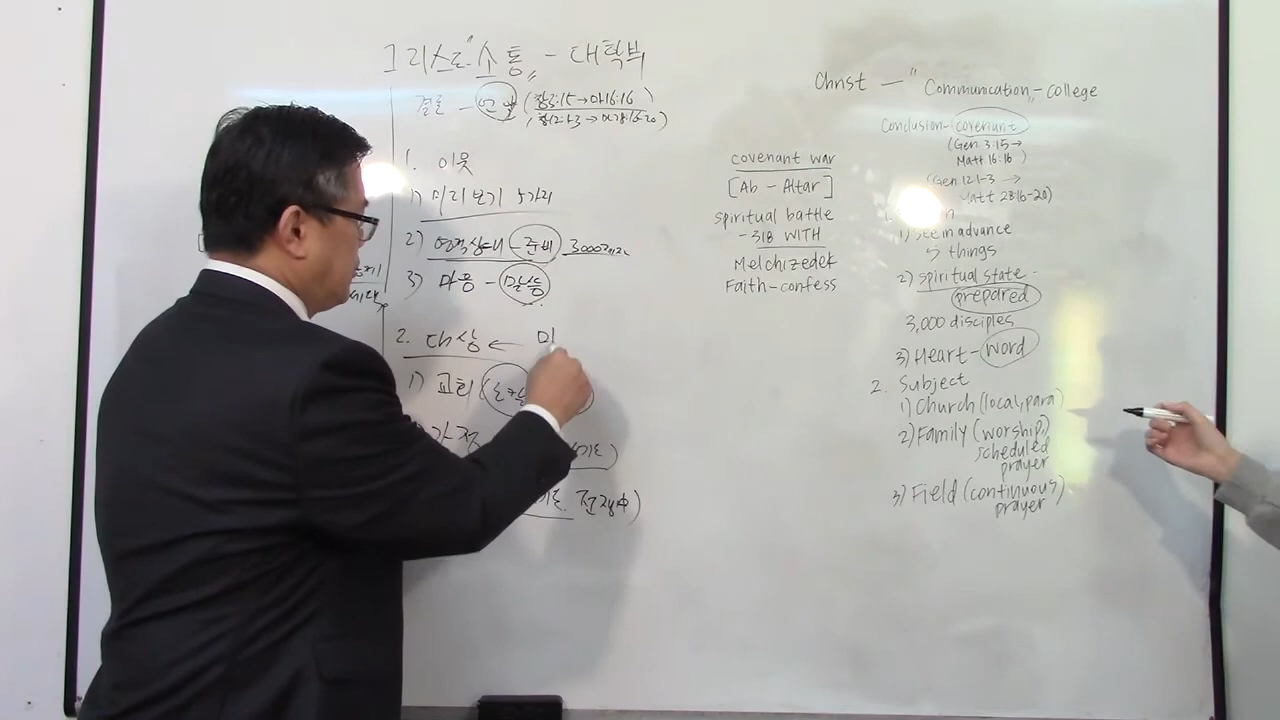 그리스도 "소통" - 대학부
결론 - 언약 (창3:15 → 마16:16)
(창12:1-3 → 마28:16-20)
1. 이웃
1) 미리 보기 5가지
2) 영적상태 - 준비 3000제자
3) 마음 - 말씀
2. 대상 ←
1) 교회 (
2) 가정
covenant war
[Ab - Altar]
spiritual battle
- 318 WITH
Melchizedek
Faith-confess
Christ - "Communication" - college
Conclusion - covenant
(Gen 3:15 →
Matt 16:16)
(Gen 12:1-3 →
Matt 28:16-20)
1.
1) see in advance
5 things
2) spiritual state -
prepared
3,000 disciples
3) Heart - word
2. Subject
1) Church (local, para)
2) Family (worship,
scheduled
prayer
3) Field (continuous)
prayer